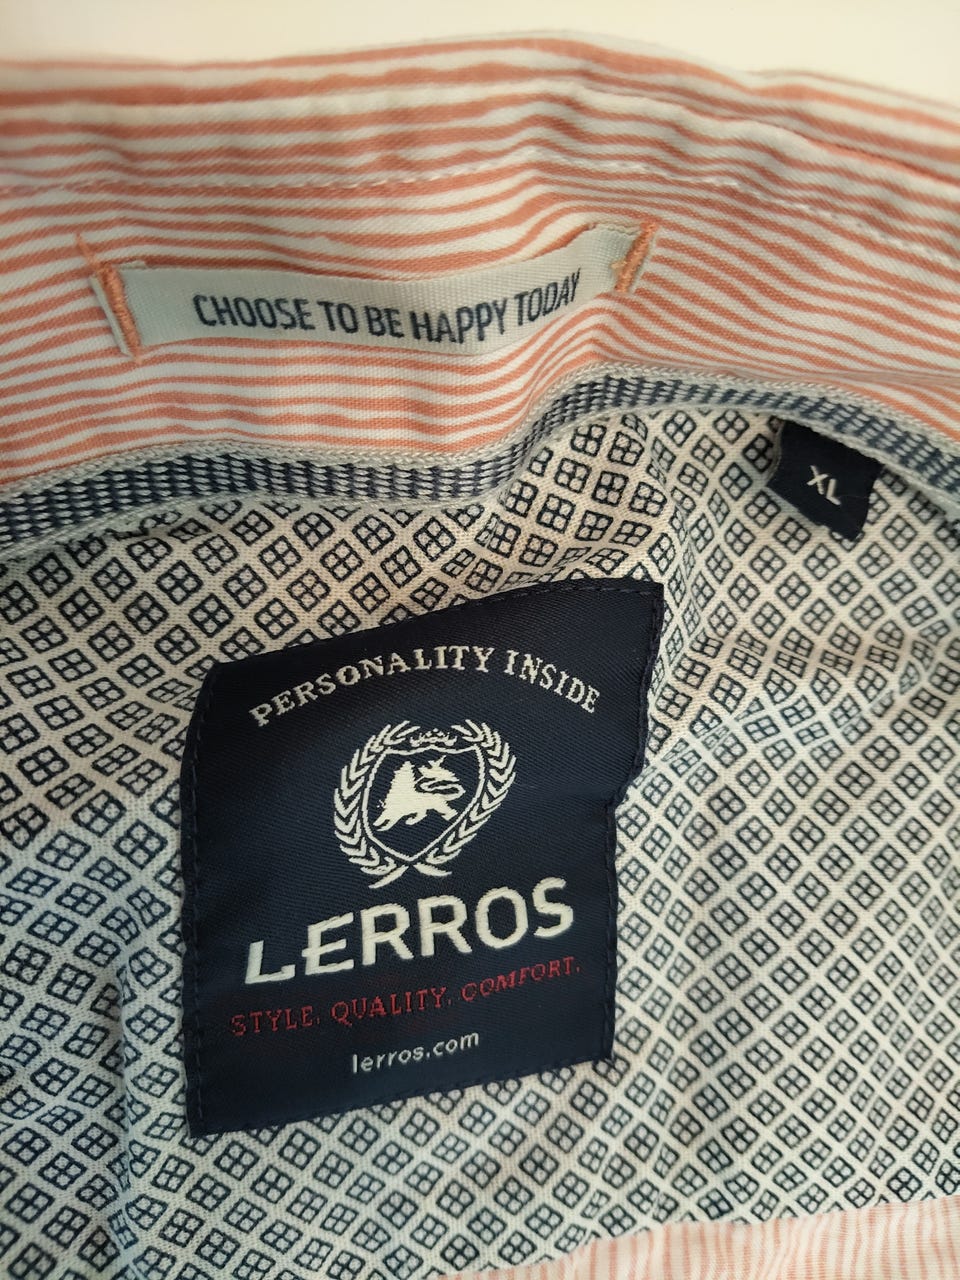 CHOOSE TO BE HAPPY TODAY
XL
PERSONALITY INSIDE
LERROS
STYLE. QUALITY. COMFORT.
lerros.com